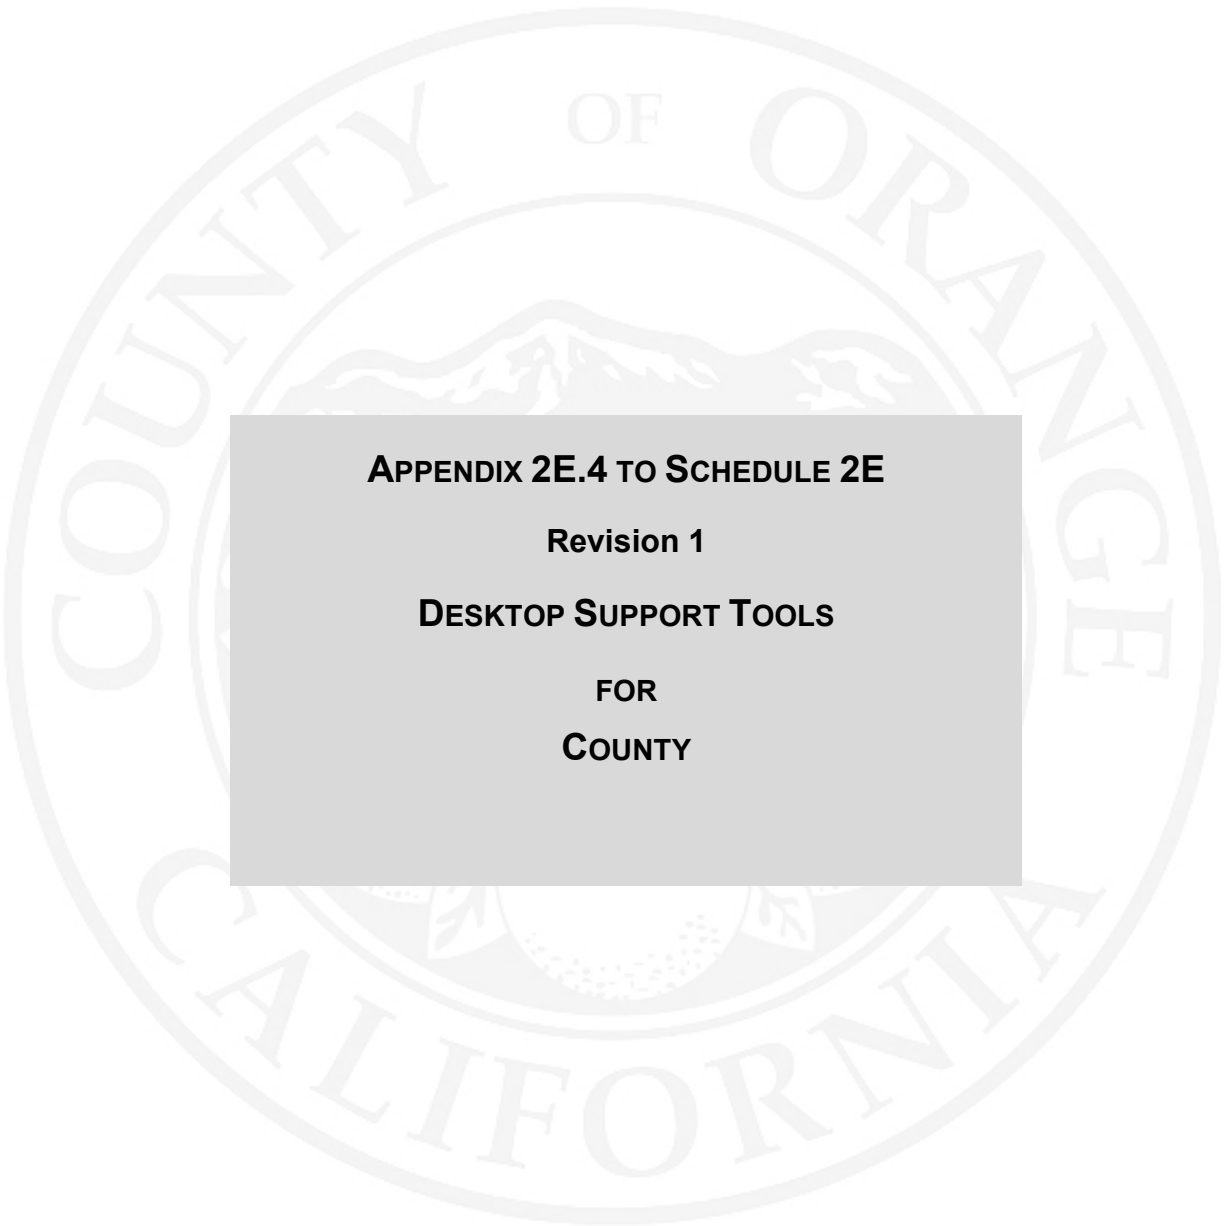 COUNTY OF ORANGE
APPENDIX 2E.4 TO SCHEDULE 2E
Revision 1
DESKTOP SUPPORT TOOLS
FOR
COUNTY
CALIFORNIA